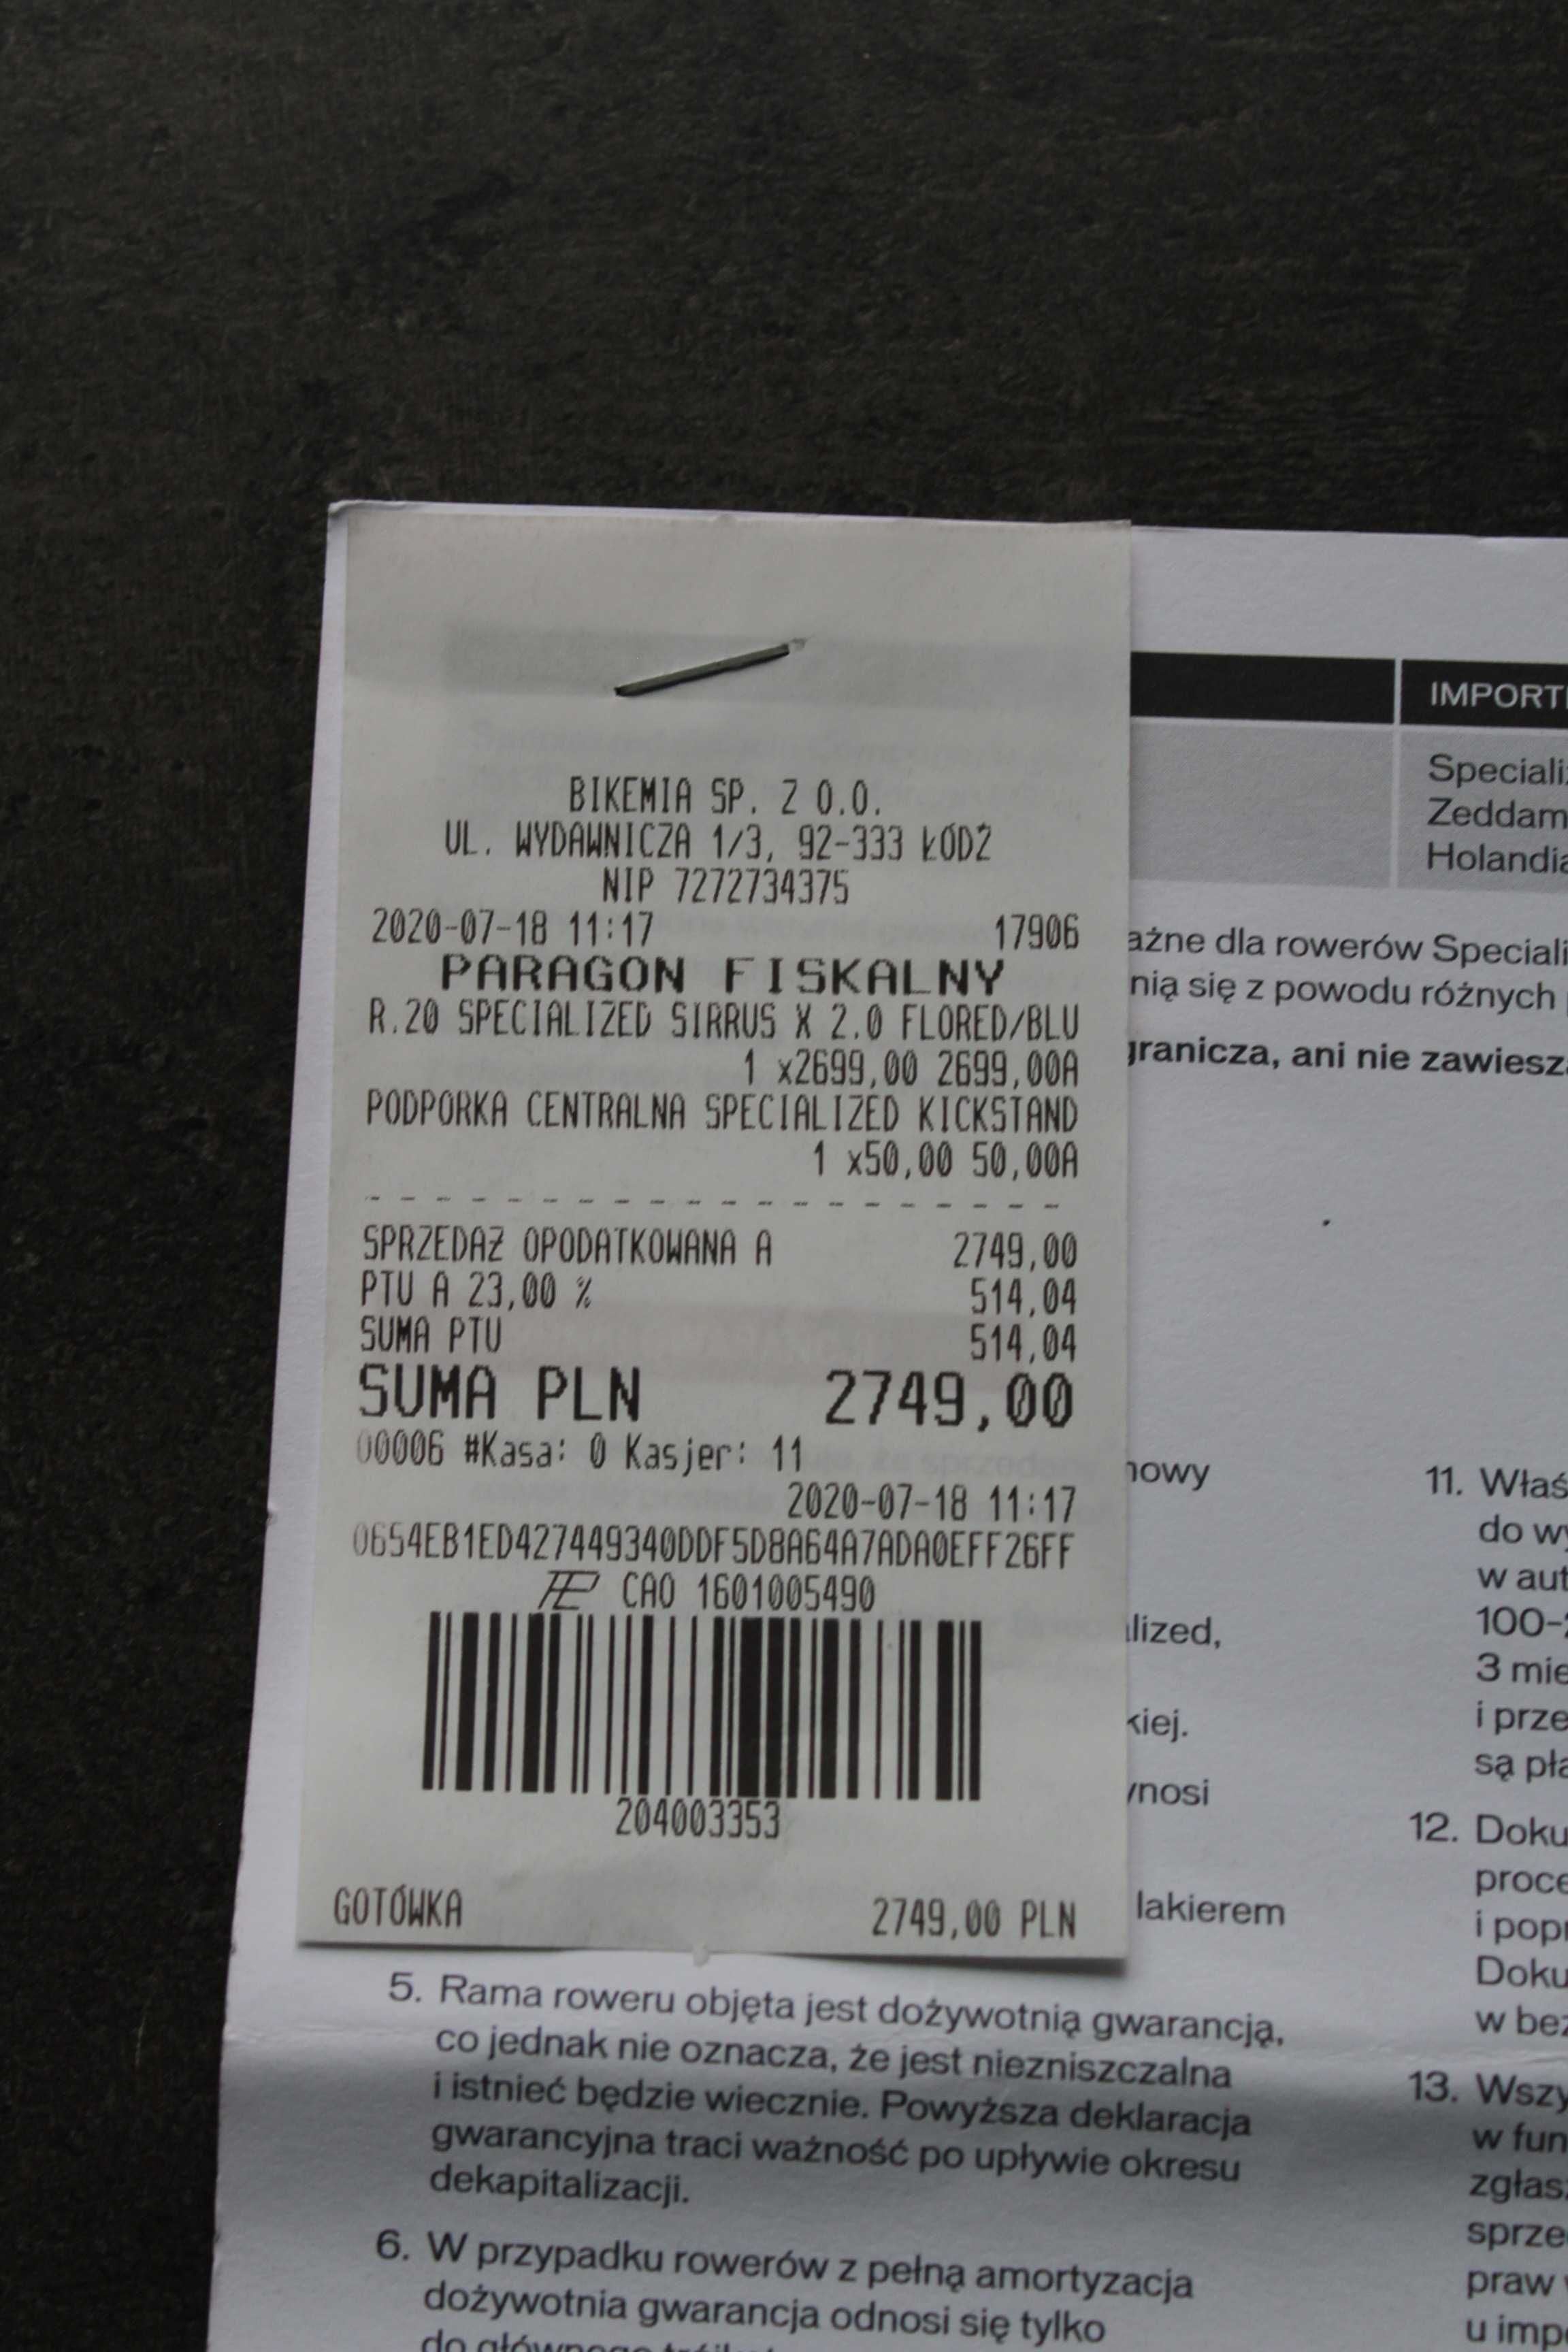 BIKEMIA SP. Z O.O.
UL. WYDAWNICZA 1/3, 92-333 ŁÓDŹ
NIP 7272734375
2020-07-18 11:17 17906
PARAGON FISKALNY
R.20 SPECIALIZED SIRRUS X 2.0 FLORED/BLU
1 x2699,00 2699,00A
PODPORKA CENTRALNA SPECIALIZED KICKSTAND
1 x50,00 50,00A
SPRZEDAŻ OPODATKOWANA A 2749,00
PTU A 23,00 % 514,04
SUMA PTU 514,04
SUMA PLN 2749,00
00006 #Kasa: 0 Kasjer: 11
2020-07-18 11:17
0654EB1ED427449340DDF5D8A64A7ADA0EFF26FF
CAO 1601005490
204003353
GOTÓWKA 2749,00 PLN
IMPORT
Speciali
Zeddam
Holandia
ażne dla rowerów Speciali
nią się z powodu różnych
granicza, ani nie zawiesz
nowy
lized,
kiej.
ynosi
lakierem
5. Rama roweru objęta jest dożywotnią gwarancją,
co jednak nie oznacza, że jest niezniszczalna
i istnieć będzie wiecznie. Powyższa deklaracja
gwarancyjna traci ważność po upływie okresu
dekapitalizacji.
6. W przypadku rowerów z pełną amortyzacja
dożywotnia gwarancja odnosi się tylko
11. Właś
do wy
w aut
100-
3 mie
i prze
są pła
12. Doku
proce
i popr
Doku
w bez
13. Wszy
w fun
zgłasz
sprze
praw
u imp